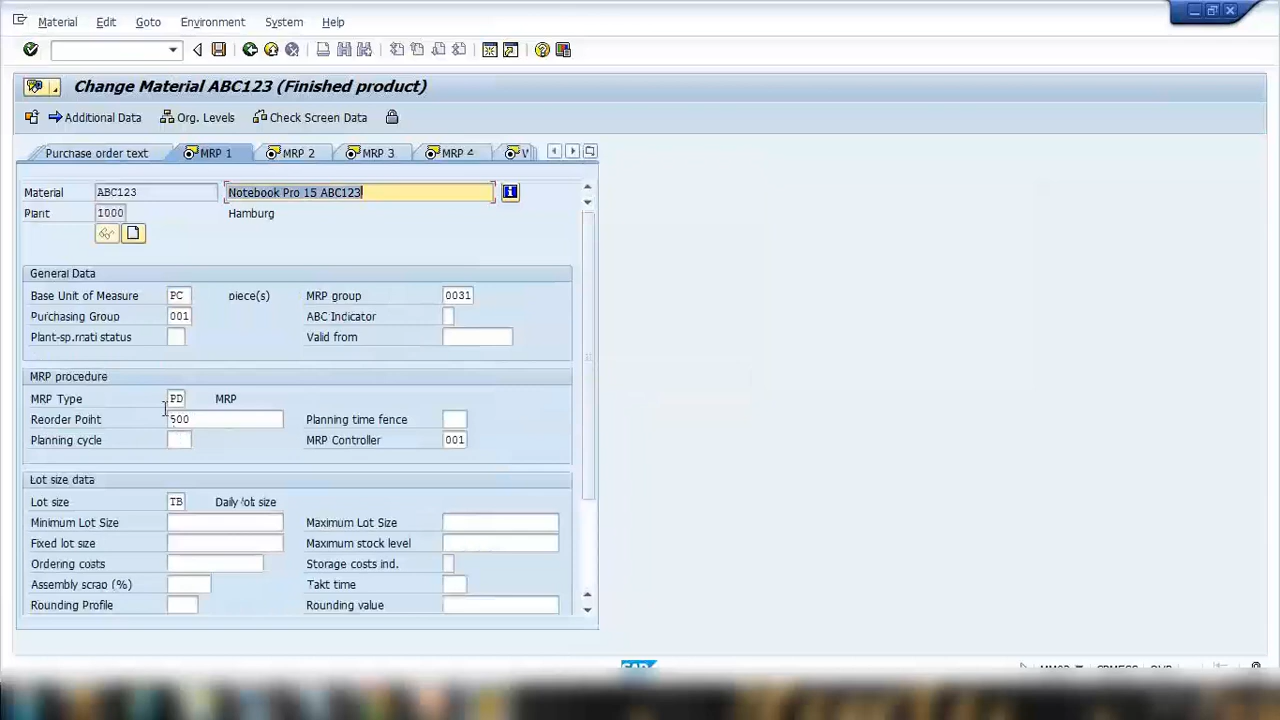 Material Edit Goto Environment System Help
Change Material ABC123 (Finished product)
Additional Data Org. Levels Check Screen Data
Purchase order text MRP 1 MRP 2 MRP 3 MRP 4
Material ABC123 Notebook Pro 15 ABC123
Plant 1000 Hamburg
General Data
Base Unit of Measure PC piece(s) MRP group 0031
Purchasing Group 001 ABC Indicator
Plant-sp.matl status Valid from
MRP procedure
MRP Type PD MRP
Reorder Point 500 Planning time fence
Planning cycle MRP Controller 001
Lot size data
Lot size TB Daily lot size
Minimum Lot Size Maximum Lot Size
Fixed lot size Maximum stock level
Ordering costs Storage costs ind.
Assembly scrap (%) Takt time
Rounding Profile Rounding value
SAP